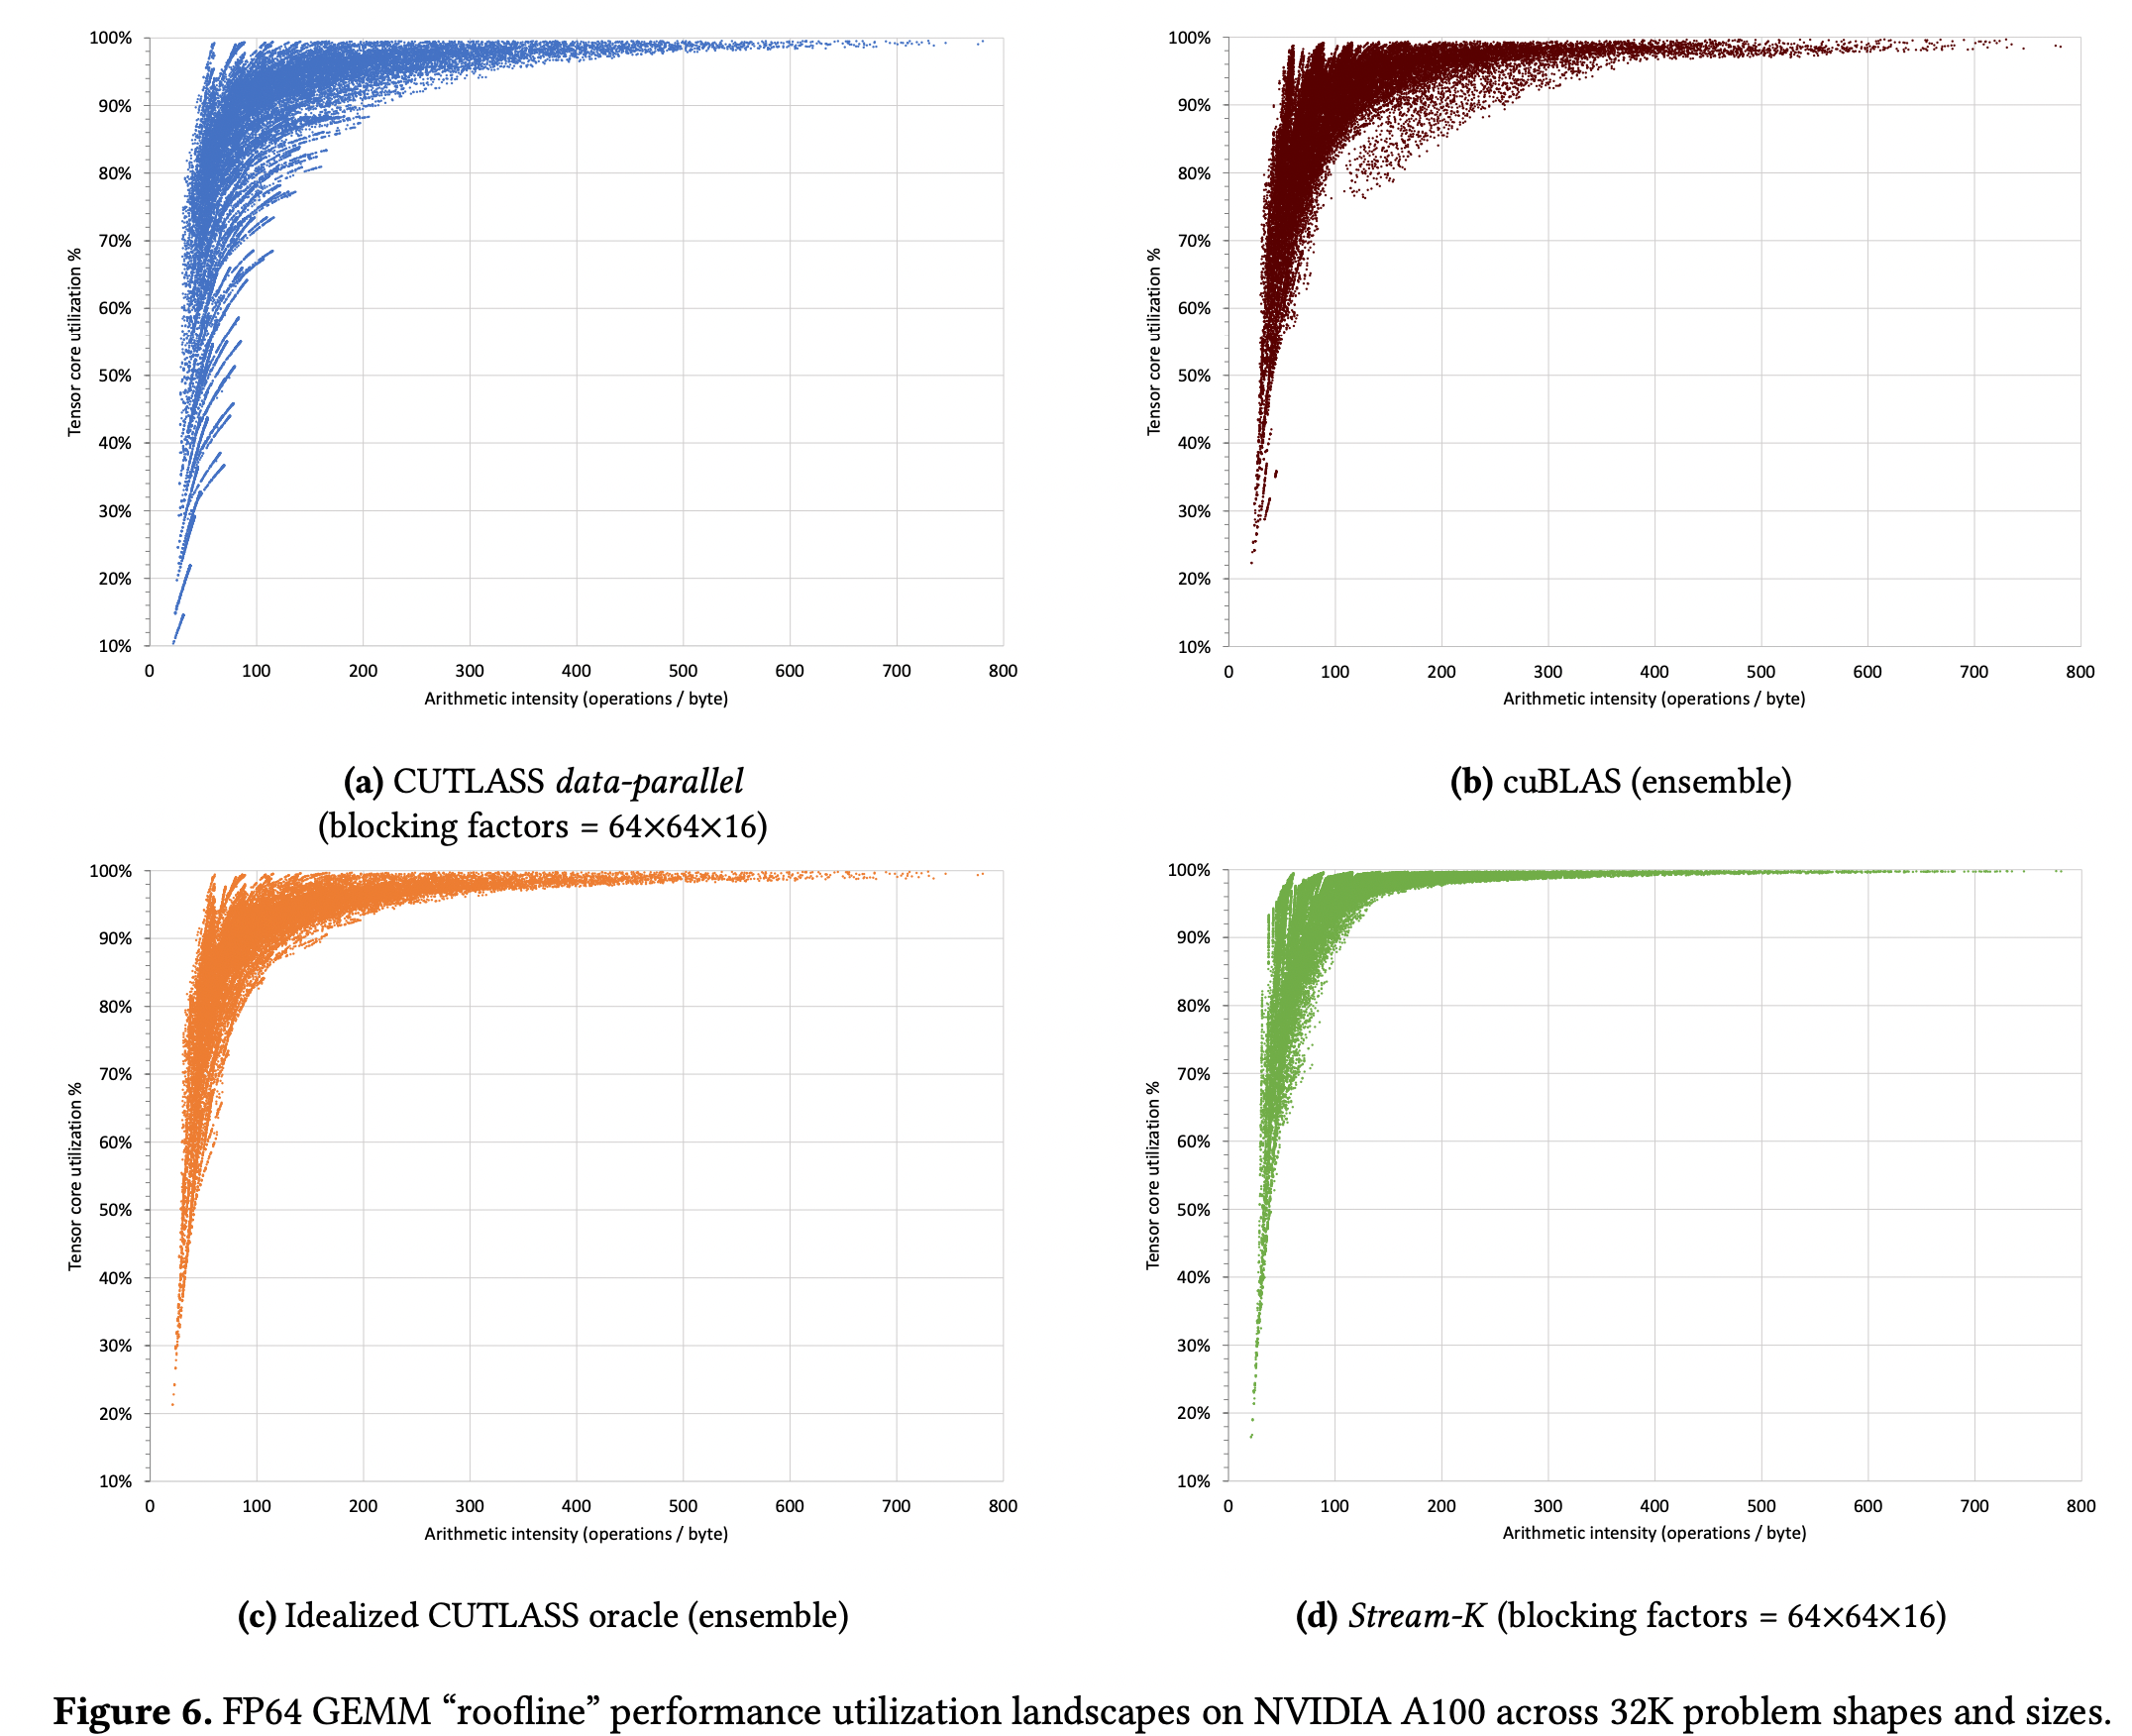 100%
90%
80%
70%
60%
50%
40%
30%
20%
10%
Tensor core utilization %
0 100 200 300 400 500 600 700 800
Arithmetic intensity (operations / byte)
(a) CUTLASS data-parallel
(blocking factors = 64×64×16)
100%
90%
80%
70%
60%
50%
40%
30%
20%
10%
Tensor core utilization %
0 100 200 300 400 500 600 700 800
Arithmetic intensity (operations / byte)
(b) cuBLAS (ensemble)
100%
90%
80%
70%
60%
50%
40%
30%
20%
10%
Tensor core utilization %
0 100 200 300 400 500 600 700 800
Arithmetic intensity (operations / byte)
(c) Idealized CUTLASS oracle (ensemble)
100%
90%
80%
70%
60%
50%
40%
30%
20%
10%
Tensor core utilization %
0 100 200 300 400 500 600 700 800
Arithmetic intensity (operations / byte)
(d) Stream-K (blocking factors = 64×64×16)
Figure 6. FP64 GEMM “roofline” performance utilization landscapes on NVIDIA A100 across 32K problem shapes and sizes.